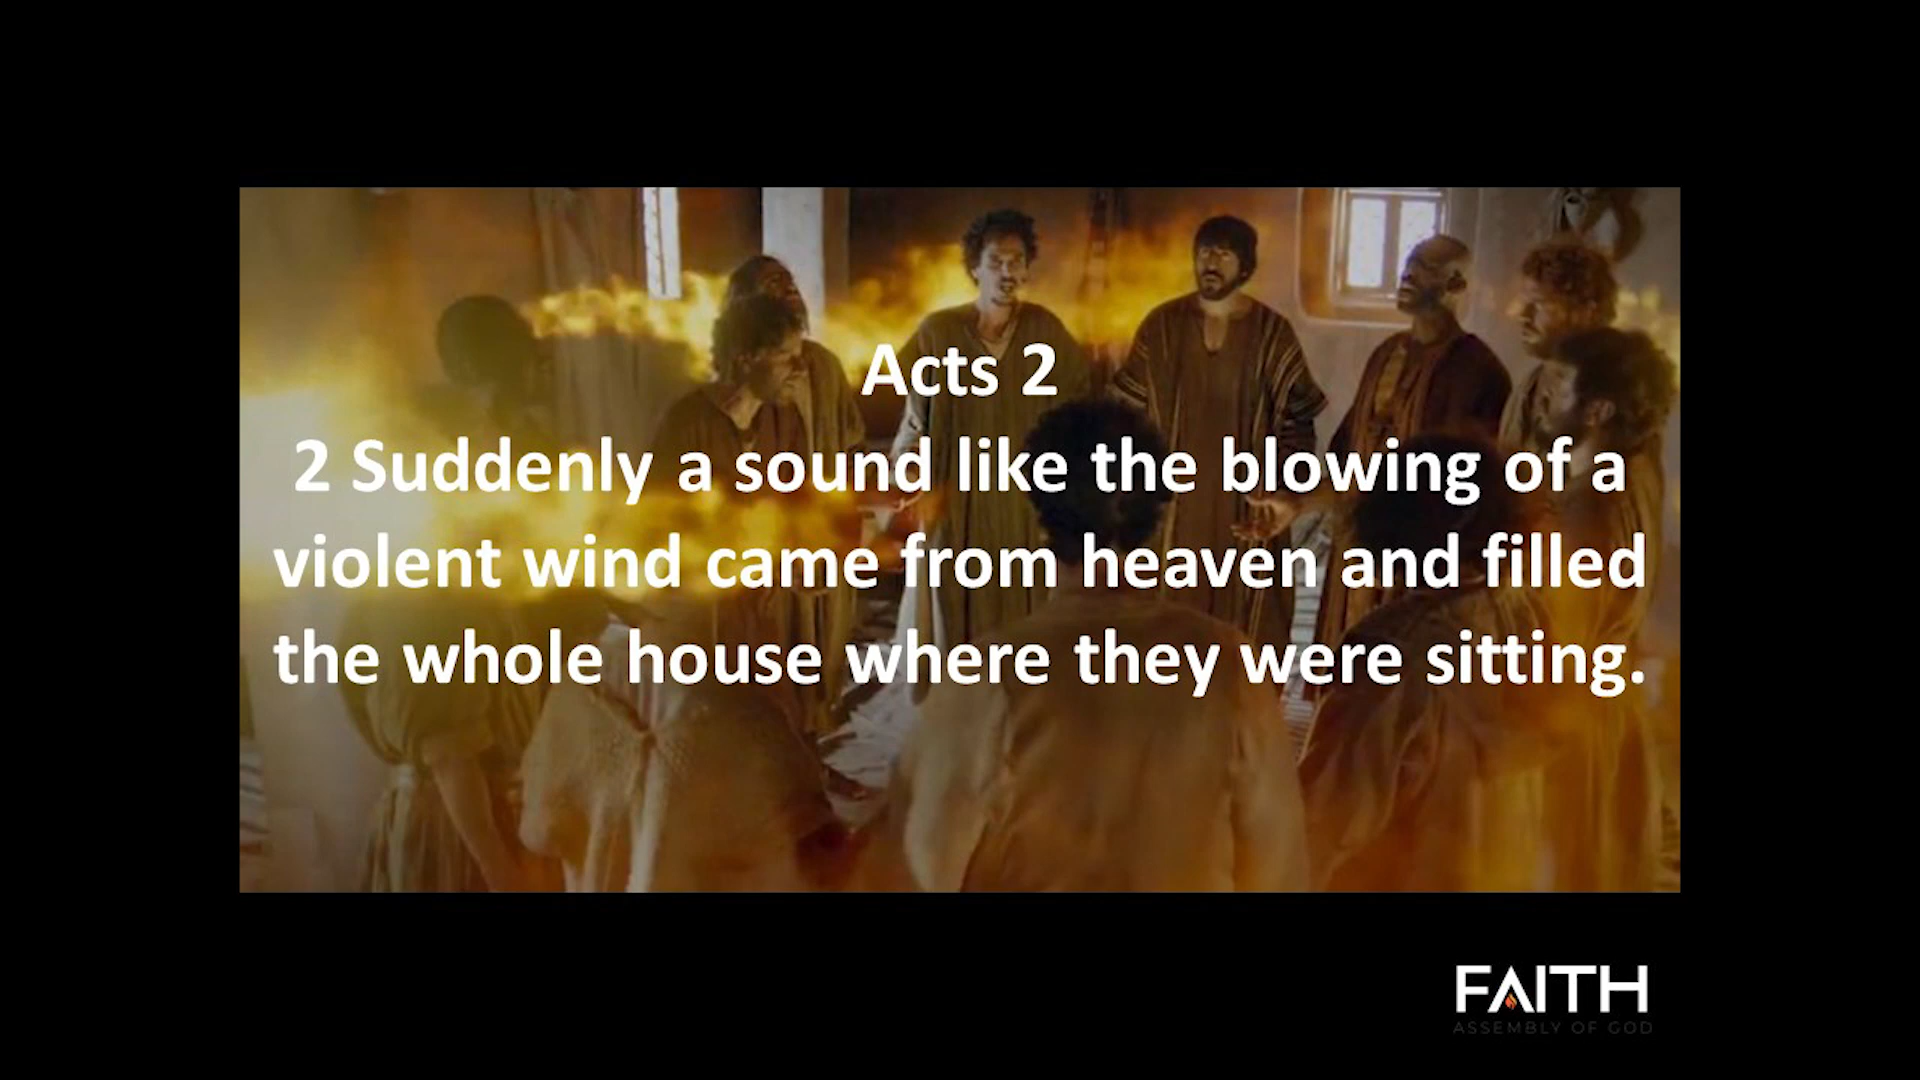 Acts 2
2 Suddenly a sound like the blowing of a
violent wind came from heaven and filled
the whole house where they were sitting.
FAITH
ASSEMBLY OF GOD